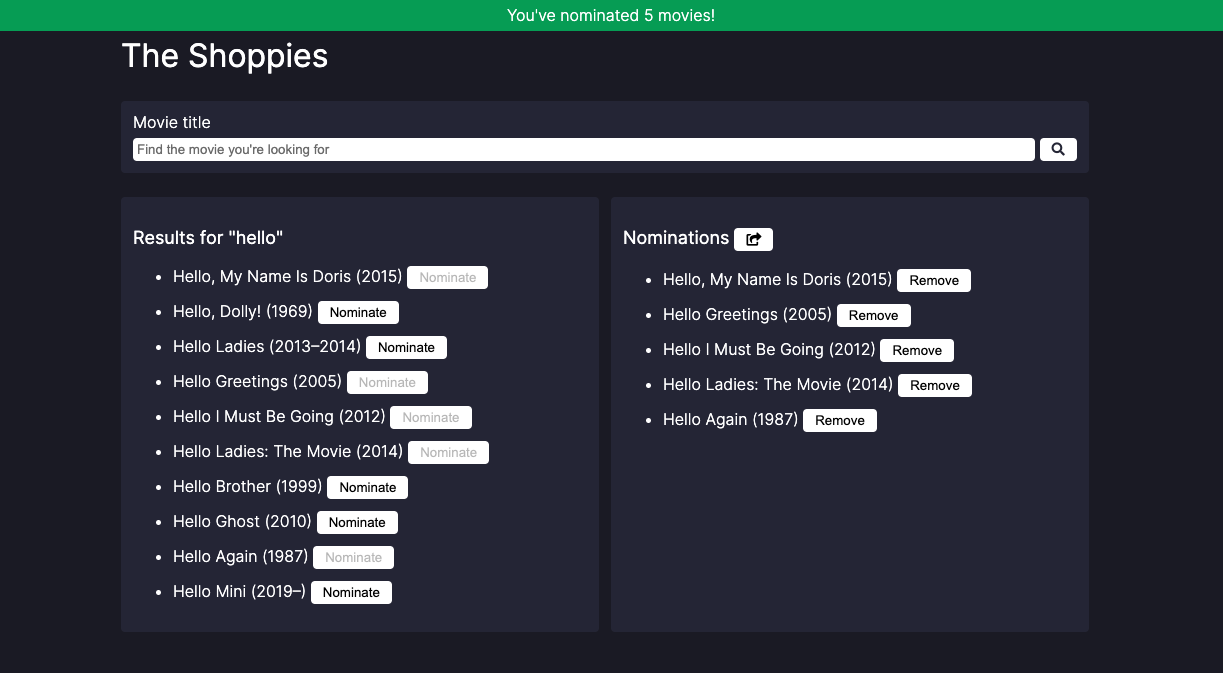 You've nominated 5 movies!
The Shoppies
Movie title
Find the movie you're looking for
Results for "hello"
Hello, My Name Is Doris (2015) Nominate
Hello, Dolly! (1969) Nominate
Hello Ladies (2013–2014) Nominate
Hello Greetings (2005) Nominate
Hello I Must Be Going (2012) Nominate
Hello Ladies: The Movie (2014) Nominate
Hello Brother (1999) Nominate
Hello Ghost (2010) Nominate
Hello Again (1987) Nominate
Hello Mini (2019–) Nominate
Nominations
Hello, My Name Is Doris (2015) Remove
Hello Greetings (2005) Remove
Hello I Must Be Going (2012) Remove
Hello Ladies: The Movie (2014) Remove
Hello Again (1987) Remove